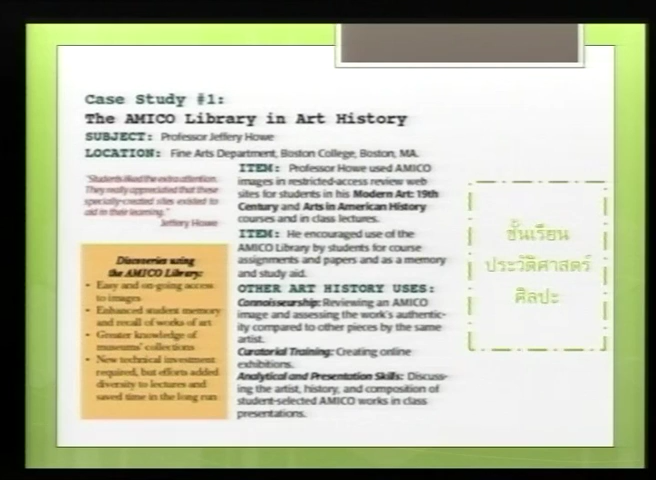 Case Study #1:
The AMICO Library in Art History
SUBJECT: Professor Jeffery Howe
LOCATION: Fine Arts Department, Boston College, Boston, MA.
"Students liked the extra attention.
They really appreciated that these
specially-created sites existed to
aid in their learning."
Jeffery Howe
Discoveries using
the AMICO Library:
• Easy and on-going access
to images
• Enhanced student memory
and recall of works of art
• Greater knowledge of
museums' collections
• New technical investment
required, but efforts added
diversity to lectures and
saved time in the long run
ITEM: Professor Howe used AMICO
images in restricted-access review web
sites for students in his Modern Art: 19th
Century and Arts in American History
courses and in class lectures.
ITEM: He encouraged use of the
AMICO Library by students for course
assignments and papers and as a memory
and study aid.
OTHER ART HISTORY USES:
Connoisseurship: Reviewing an AMICO
image and assessing the work's authentic-
ity compared to other pieces by the same
artist.
Curatorial Training: Creating online
exhibitions.
Analytical and Presentation Skills: Discuss-
ing the artist, history, and composition of
student-selected AMICO works in class
presentations.
ชั้นเรียน
ประวัติศาสตร์
ศิลปะ